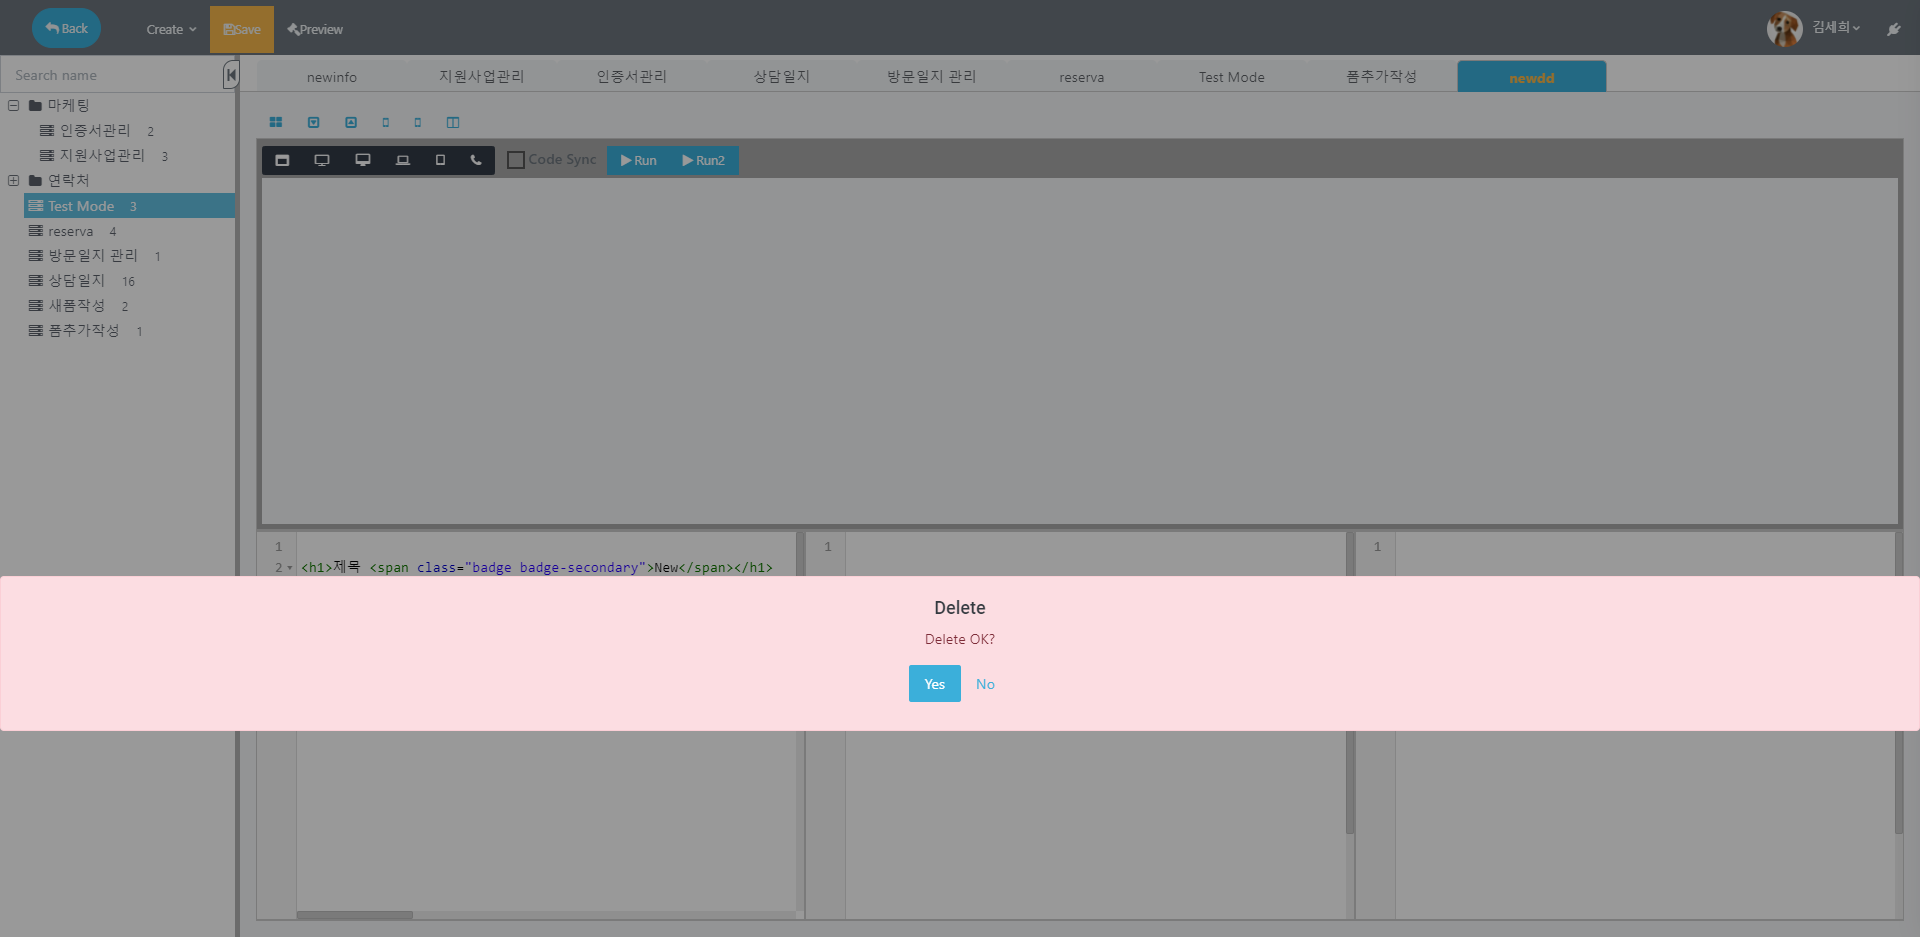 Back Create Save Preview 김세희
Search name
newinfo 지원사업관리 인증서관리 상담일지 방문일지 관리 reserva Test Mode 폼추가작성 newdd
마케팅
인증서관리 2
지원사업관리 3
연락처
Test Mode 3
reserva 4
방문일지 관리 1
상담일지 16
새폼작성 2
폼추가작성 1
Code Sync Run Run2
1 1 1
2 <h1>제목 <span class="badge badge-secondary">New</span></h1>
Delete
Delete OK?
Yes No